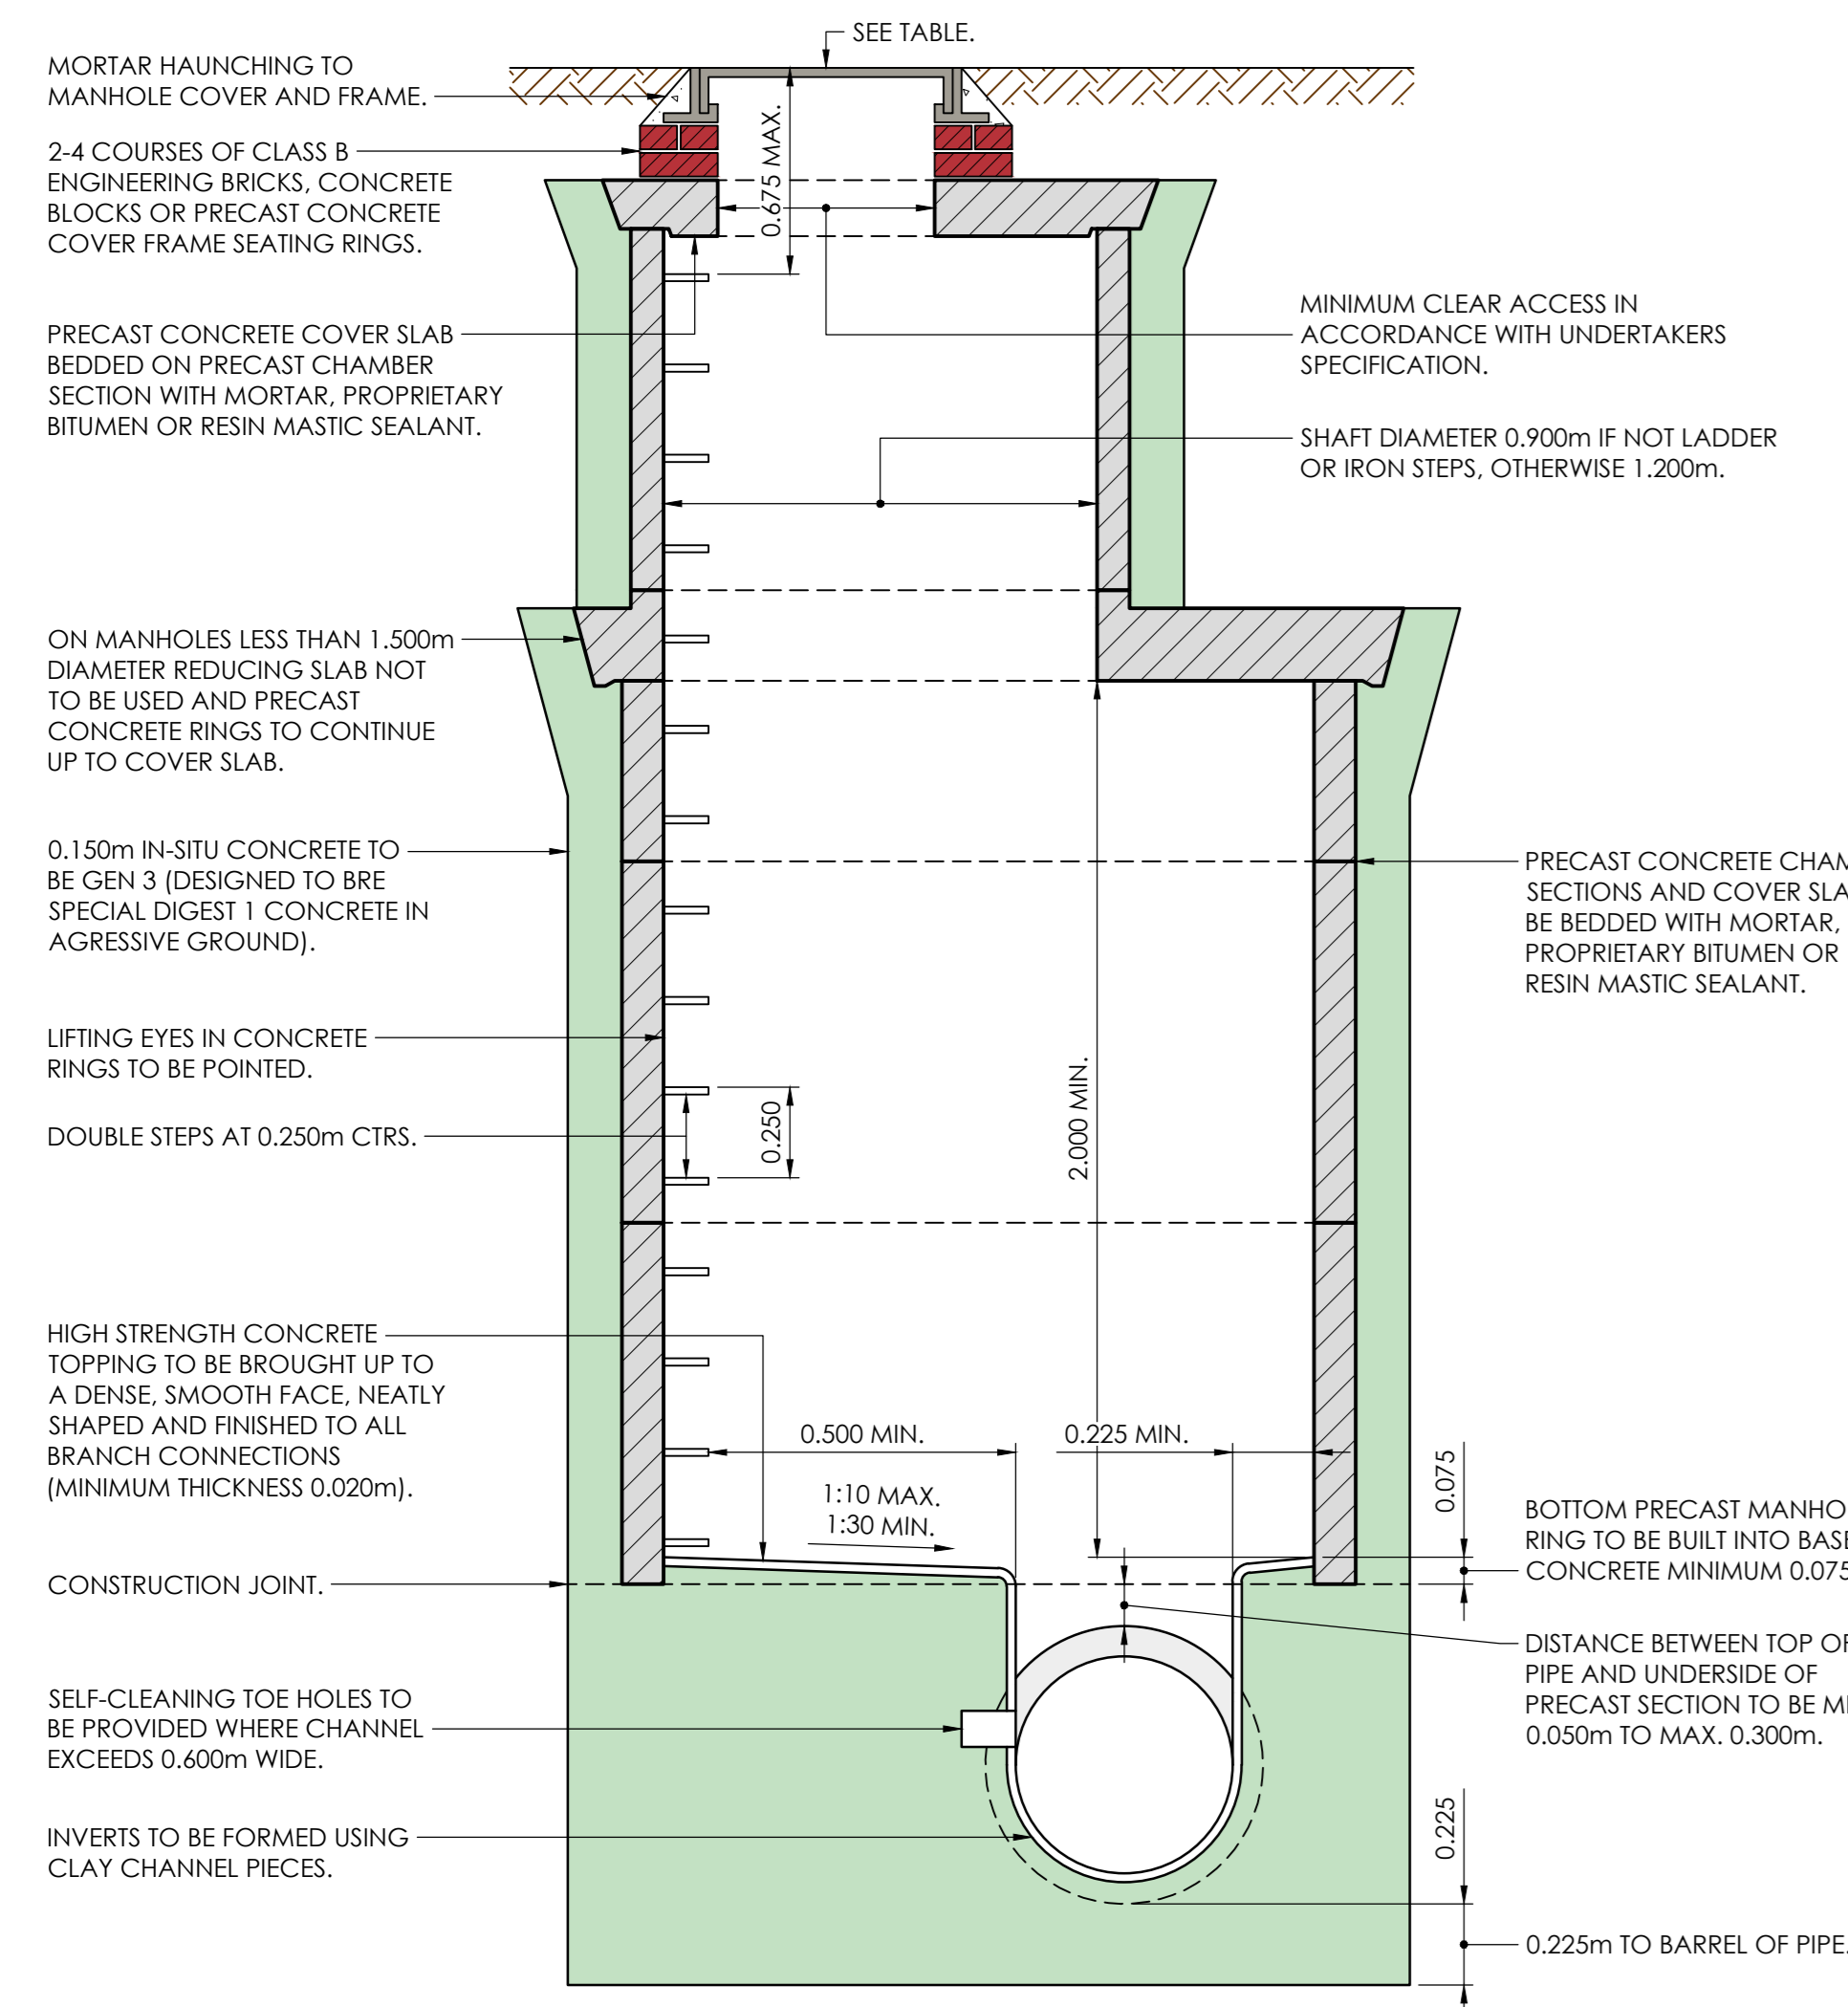 SEE TABLE.
MORTAR HAUNCHING TO
MANHOLE COVER AND FRAME.
2-4 COURSES OF CLASS B
ENGINEERING BRICKS, CONCRETE
BLOCKS OR PRECAST CONCRETE
COVER FRAME SEATING RINGS.
PRECAST CONCRETE COVER SLAB
BEDDED ON PRECAST CHAMBER
SECTION WITH MORTAR, PROPRIETARY
BITUMEN OR RESIN MASTIC SEALANT.
ON MANHOLES LESS THAN 1.500m
DIAMETER REDUCING SLAB NOT
TO BE USED AND PRECAST
CONCRETE RINGS TO CONTINUE
UP TO COVER SLAB.
0.150m IN-SITU CONCRETE TO
BE GEN 3 (DESIGNED TO BRE
SPECIAL DIGEST 1 CONCRETE IN
AGRESSIVE GROUND).
LIFTING EYES IN CONCRETE
RINGS TO BE POINTED.
DOUBLE STEPS AT 0.250m CTRS.
HIGH STRENGTH CONCRETE
TOPPING TO BE BROUGHT UP TO
A DENSE, SMOOTH FACE, NEATLY
SHAPED AND FINISHED TO ALL
BRANCH CONNECTIONS
(MINIMUM THICKNESS 0.020m).
CONSTRUCTION JOINT.
SELF-CLEANING TOE HOLES TO
BE PROVIDED WHERE CHANNEL
EXCEEDS 0.600m WIDE.
INVERTS TO BE FORMED USING
CLAY CHANNEL PIECES.
0.675 MAX.
0.250
2.000 MIN.
0.500 MIN.
0.225 MIN.
1:10 MAX.
1:30 MIN.
0.075
0.225
MINIMUM CLEAR ACCESS IN
ACCORDANCE WITH UNDERTAKERS
SPECIFICATION.
SHAFT DIAMETER 0.900m IF NOT LADDER
OR IRON STEPS, OTHERWISE 1.200m.
PRECAST CONCRETE
SECTIONS AND COVER
BE BEDDED WITH MORTAR,
PROPRIETARY BITUMEN OR
RESIN MASTIC SEALANT.
BOTTOM PRECAST
RING TO BE BUILT INTO
CONCRETE MINIMUM 0.075
DISTANCE BETWEEN TOP
PIPE AND UNDERSIDE OF
PRECAST SECTION TO BE
0.050m TO MAX. 0.300m.
0.225m TO BARREL OF PIPE.